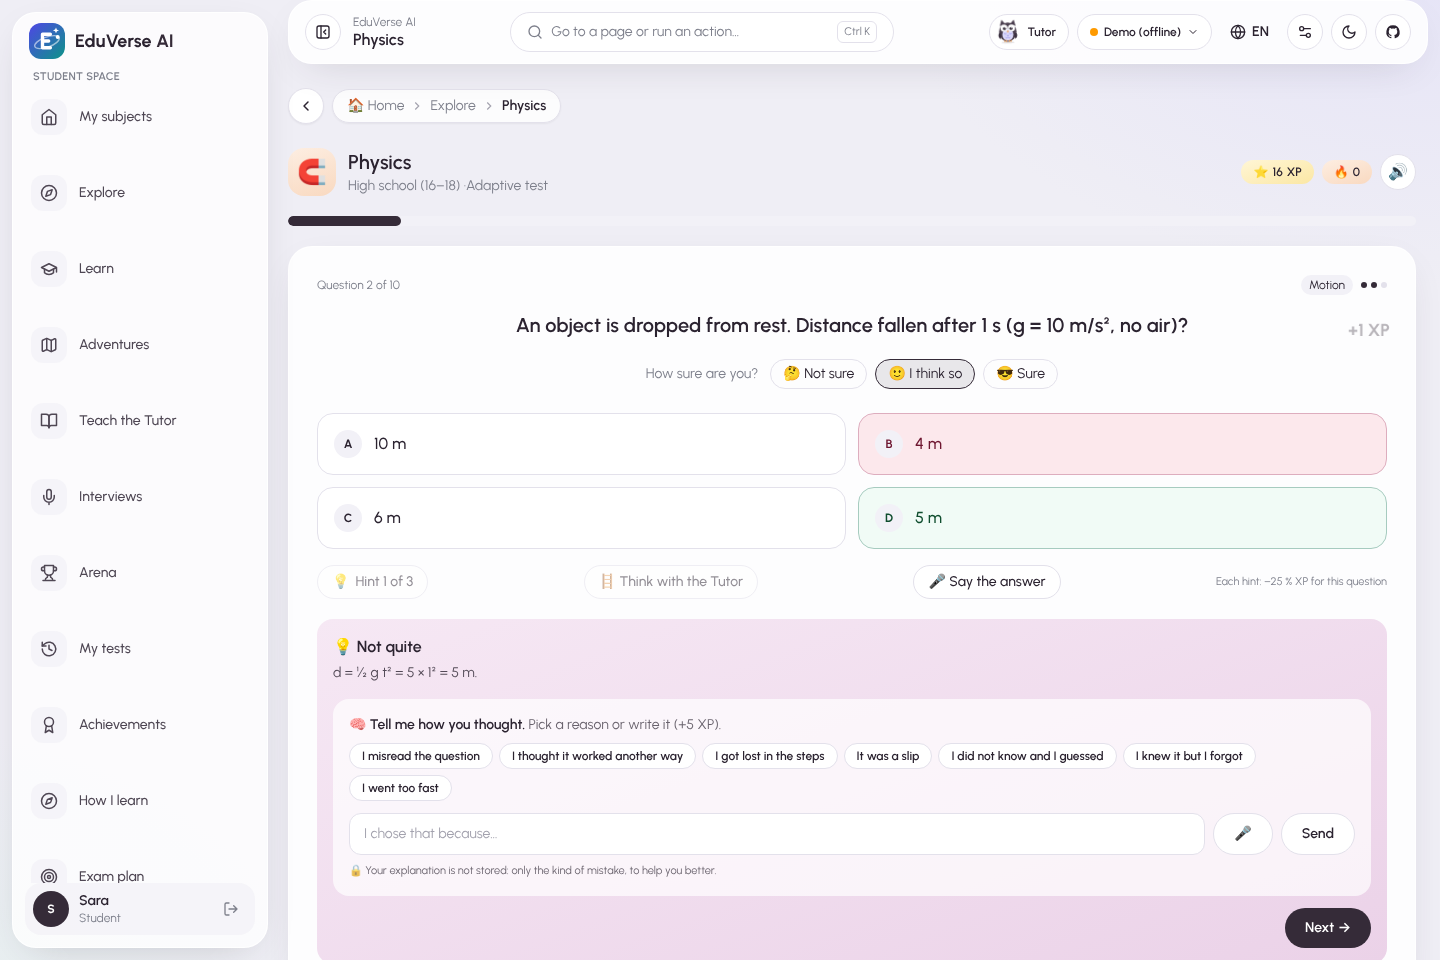 EduVerse AI
STUDENT SPACE
My subjects
Explore
Learn
Adventures
Teach the Tutor
Interviews
Arena
My tests
Achievements
How I learn
Exam plan
S
Sara
Student
EduVerse AI
Physics
Go to a page or run an action...
Ctrl K
Tutor
Demo (offline)
EN
Home
Explore
Physics
Physics
High school (16–18) · Adaptive test
16 XP
0
Question 2 of 10
Motion
An object is dropped from rest. Distance fallen after 1 s (g = 10 m/s², no air)?
+1 XP
How sure are you?
Not sure
I think so
Sure
A 10 m
B 4 m
C 6 m
D 5 m
Hint 1 of 3
Think with the Tutor
Say the answer
Each hint: −25 % XP for this question
Not quite
d = ½ g t² = 5 × 1² = 5 m.
Tell me how you thought. Pick a reason or write it (+5 XP).
I misread the question
I thought it worked another way
I got lost in the steps
It was a slip
I did not know and I guessed
I knew it but I forgot
I went too fast
I chose that because...
Send
Your explanation is not stored: only the kind of mistake, to help you better.
Next →